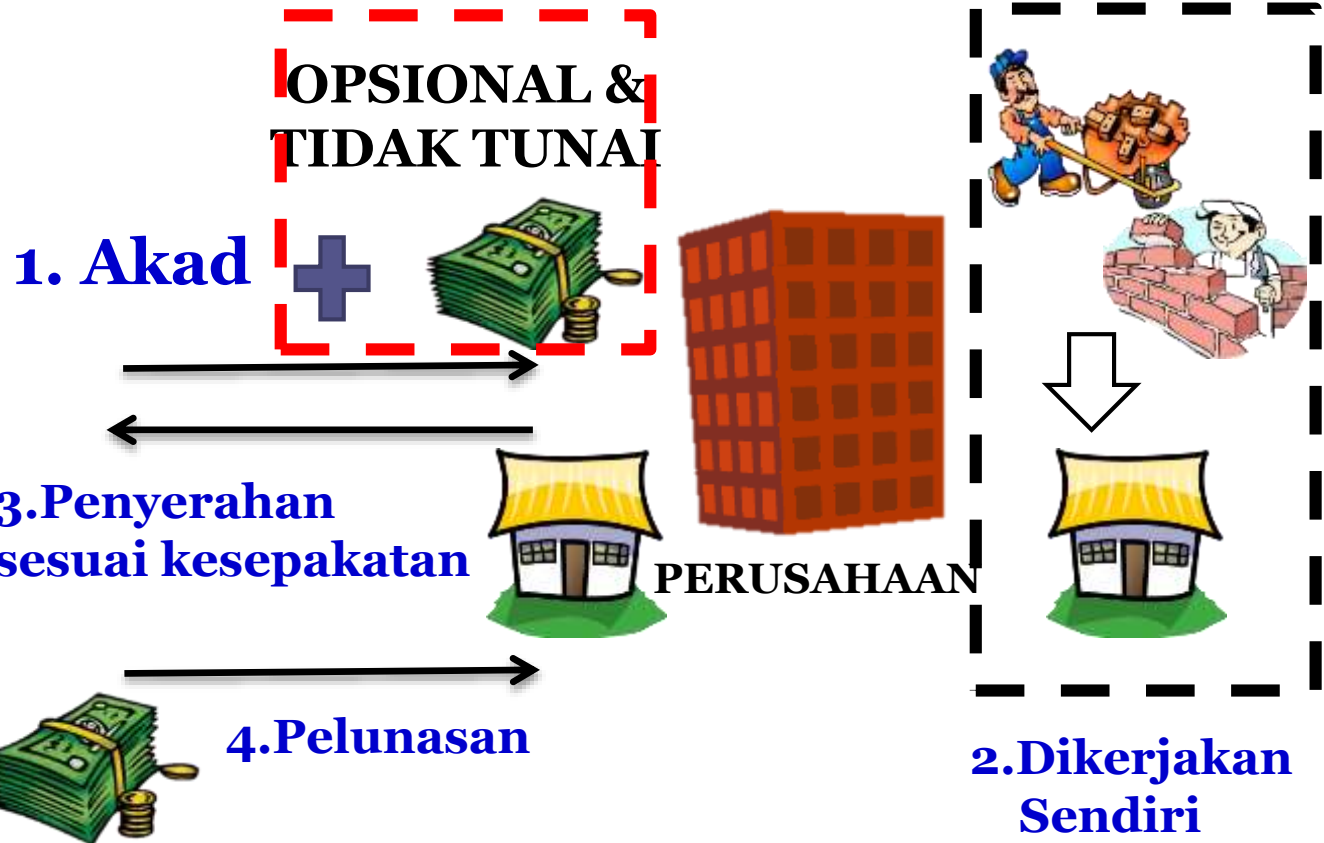 OPSIONAL &
TIDAK TUNAI
1. Akad
3.Penyerahan
sesuai kesepakatan
PERUSAHAAN
4.Pelunasan
2.Dikerjakan
Sendiri